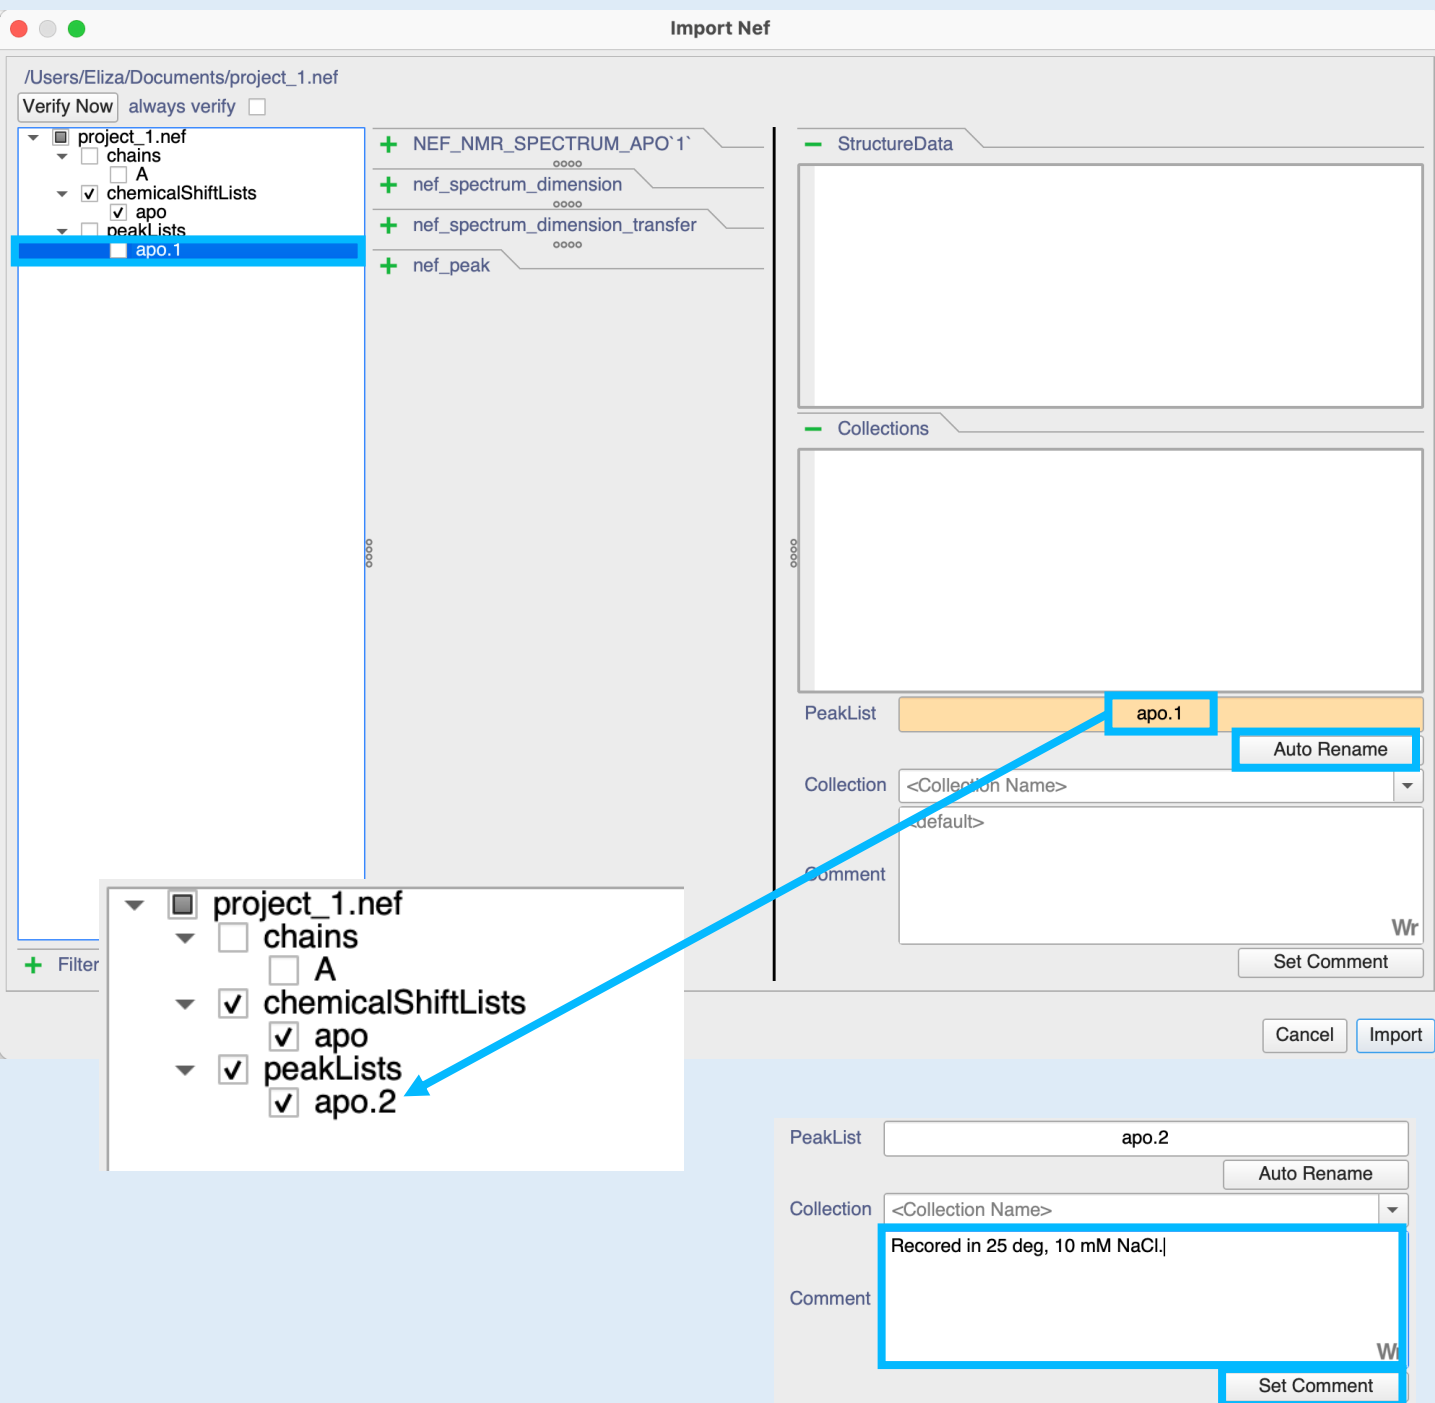 Import Nef
/Users/Eliza/Documents/project_1.nef
Verify Now always verify
project_1.nef
chains
A
chemicalShiftLists
apo
peakLists
apo.1
NEF_NMR_SPECTRUM_APO`1`
nef_spectrum_dimension
nef_spectrum_dimension_transfer
nef_peak
StructureData
Collections
PeakList apo.1
Auto Rename
Collection <Collection Name>
<default>
Comment
Wr
Set Comment
Filter
Cancel Import
project_1.nef
chains
A
chemicalShiftLists
apo
peakLists
apo.2
PeakList apo.2
Auto Rename
Collection <Collection Name>
Recored in 25 deg, 10 mM NaCl.
Comment
Wr
Set Comment